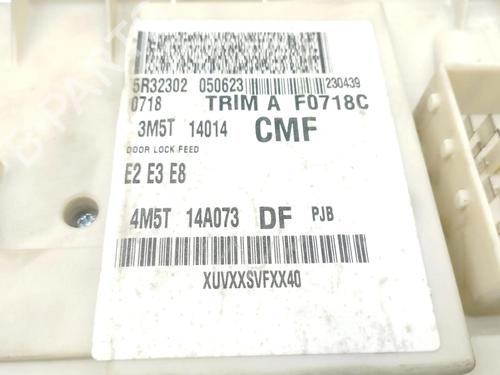 B-PARTS
5R32302 050623 230439
0718 TRIM A F0718C
3M5T 14014 CMF
DOOR LOCK FEED
E2 E3 E8
4M5T 14A073 DF PJB
XUVXXSVFXX40